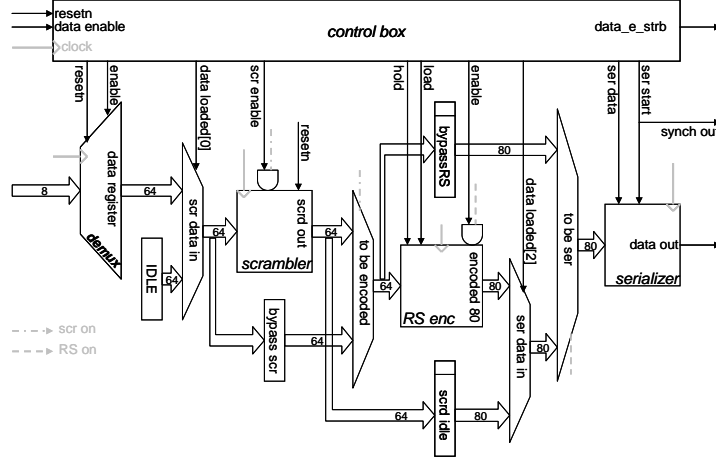 resetn
data enable
control box
data_e_strb
clock
resetn
enable
data loaded[0]
scr enable
hold
load
enable
ser data
ser start
resetn
synch out
data register
demux
8
64
scr data in
IDLE
64
64
scrd out
scrambler
64
64
bypass scr
64
to be encoded
64
bypassRS
80
encoded 80
RS enc
80
data loaded[2]
ser data in
80
to be ser
80
data out
serializer
scr on
RS on
64
scrd idle
80